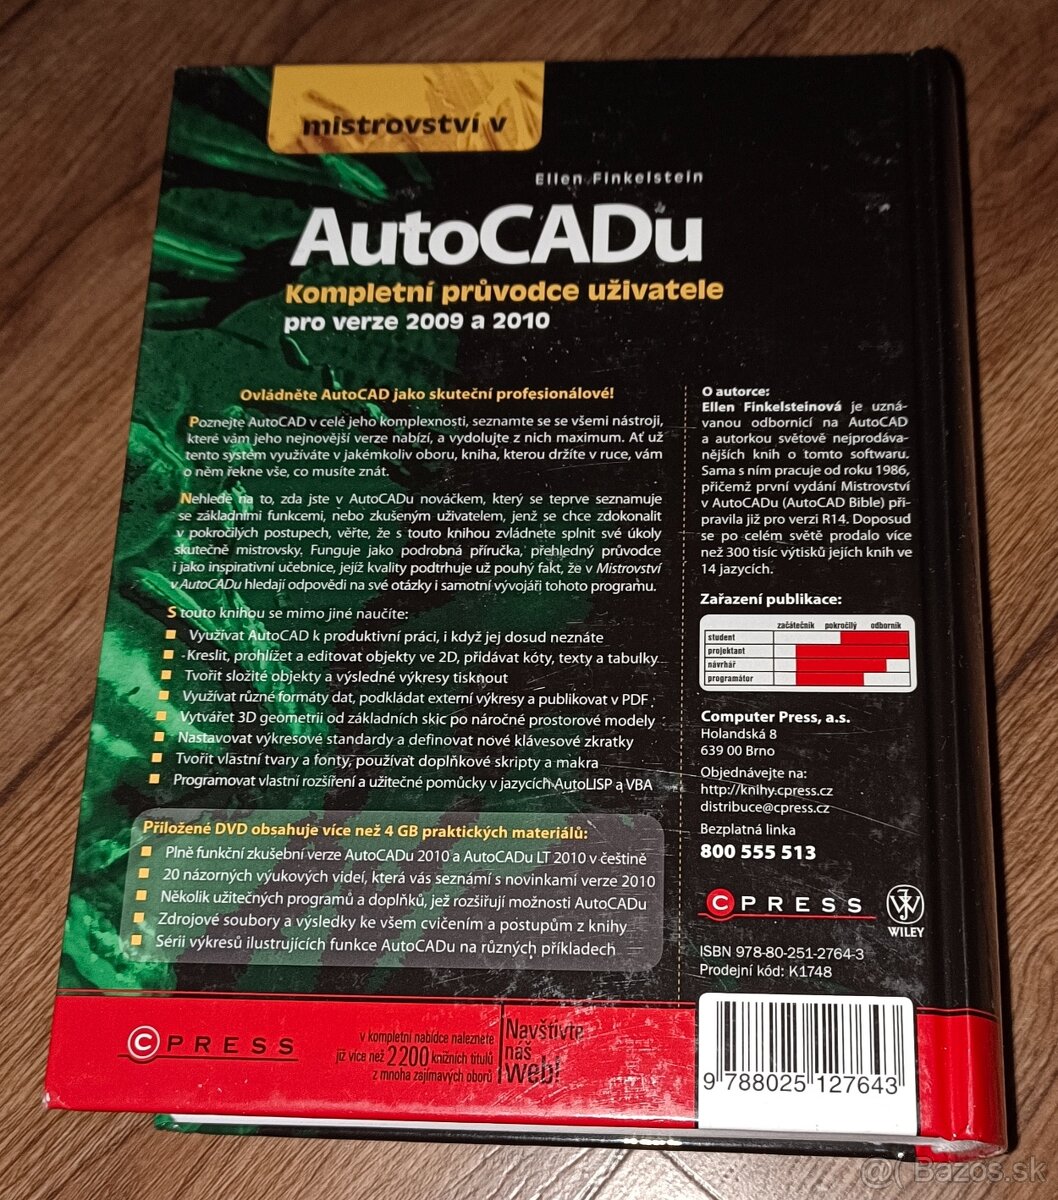 mistrovství v
Ellen Finkelstein
AutoCADu
Kompletní průvodce uživatele
pro verze 2009 a 2010
Ovládněte AutoCAD jako skuteční profesionálové!
Poznejte AutoCAD v celé jeho komplexnosti, seznamte se se všemi nástroji,
které vám jeho nejnovější verze nabízí, a vydolujte z nich maximum. Ať už
tento systém využíváte v jakémkoliv oboru, kniha, kterou držíte v ruce, vám
o něm řekne vše, co musíte znát.
Nehledě na to, zda jste v AutoCADu nováčkem, který se teprve seznamuje
se základními funkcemi, nebo zkušeným uživatelem, jenž se chce zdokonalit
v pokročilých postupech, věřte, že s touto knihou zvládnete splnit své úkoly
skutečně mistrovsky. Funguje jako podrobná příručka, přehledný průvodce
i jako inspirativní učebnice, jejíž kvality podtrhuje už pouhý fakt, že v Mistrovství
v AutoCADu hledají odpovědi na své otázky i samotní vývojáři tohoto programu.
S touto knihou se mimo jiné naučíte:
Využívat AutoCAD k produktivní práci, i když jej dosud neznáte
Kreslit, prohlížet a editovat objekty ve 2D, přidávat kóty, texty a tabulky
Tvořit složité objekty a výsledné výkresy tisknout
Využívat různé formáty dat, podkládat externí výkresy a publikovat v PDF
Vytvářet 3D geometrii od základních skic po náročné prostorové modely
Nastavovat výkresové standardy a definovat nové klávesové zkratky
Tvořit vlastní tvary a fonty, používat doplňkové skripty a makra
Programovat vlastní rozšíření a užitečné pomůcky v jazycích AutoLISP a VBA
Přiložené DVD obsahuje více než 4 GB praktických materiálů:
Plně funkční zkušební verze AutoCADu 2010 a AutoCADu LT 2010 v češtině
20 názorných výukových videí, která vás seznámí s novinkami verze 2010
Několik užitečných programů a doplňků, jež rozšiřují možnosti AutoCADu
Zdrojové soubory a výsledky ke všem cvičením a postupům z knihy
Sérii výkresů ilustrujících funkce AutoCADu na různých příkladech
O autorce:
Ellen Finkelsteinová je uzná-
vanou odbornicí na AutoCAD
a autorkou světově nejprodáva-
nějších knih o tomto softwaru.
Sama s ním pracuje od roku 1986,
přičemž první vydání Mistrovství
v AutoCADu (AutoCAD Bible) při-
pravila již pro verzi R14. Doposud
se po celém světě prodalo více
než 300 tisíc výtisků jejích knih ve
14 jazycích.
Zařazení publikace:
začátečník pokročilý odborník
student
projektant
návrhář
programátor
Computer Press, a.s.
Holandská 8
639 00 Brno
Objednávejte na:
http://knihy.cpress.cz
distribuce@cpress.cz
Bezplatná linka
800 555 513
C PRESS
WILEY
ISBN 978-80-251-2764-3
Prodejní kód: K1748
C PRESS
v kompletní nabídce naleznete
již více než 2200 knižních titulů
z mnoha zajímavých oborů
Navštivte
náš
web!
9 788025 127643
@( Bazos.sk